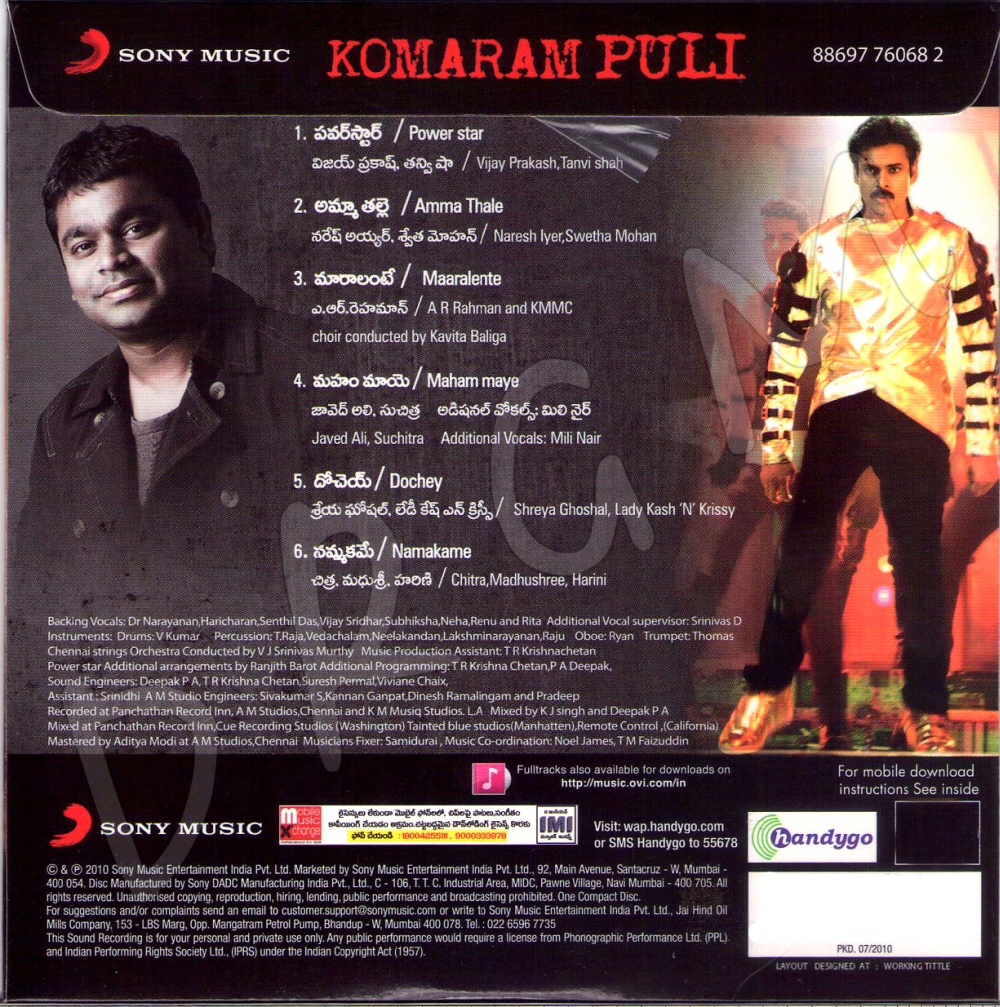 SONY MUSIC
KOMARAM PULI
88697 76068 2
1. పవర్‌స్టార్ / Power star
విజయ్ ప్రకాష్, తన్వి షా / Vijay Prakash,Tanvi shah
2. అమ్మా తల్లె / Amma Thale
నరేష్ అయ్యర్, శ్వేత మోహన్ / Naresh Iyer,Swetha Mohan
3. మారాలంటే / Maaralente
ఎ.ఆర్.రెహమాన్ / A R Rahman and KMMC
choir conducted by Kavita Baliga
4. మహం మాయె / Maham maye
జావెద్ అలి, సుచిత్ర అడిషనల్ వోకల్స్: మిలి నైర్
Javed Ali, Suchitra Additional Vocals: Mili Nair
5. దోచెయ్ / Dochey
శ్రేయ ఘోషల్, లేడీ కేష్ ఎన్ క్రిస్సీ / Shreya Ghoshal, Lady Kash ‘N’ Krissy
6. నమ్మకమే / Namakame
చిత్ర, మధుశ్రీ, హరిణి / Chitra,Madhushree, Harini
Backing Vocals: Dr Narayanan,Haricharan,Senthil Das,Vijay Sridhar,Subhiksha,Neha,Renu and Rita Additional Vocal supervisor: Srinivas D
Instruments: Drums: V Kumar Percussion: T.Raja,Vedachalam,Neelakandan,Lakshminarayanan,Raju Oboe: Ryan Trumpet: Thomas
Chennai strings Orchestra Conducted by V J Srinivas Murthy Music Production Assistant: T R Krishnachetan
Power star Additional arrangements by Ranjith Barot Additional Programming: T R Krishna Chetan,P A Deepak,
Sound Engineers: Deepak P A, T R Krishna Chetan,Suresh Permal,Viviane Chaix,
Assistant : Srinidhi A M Studio Engineers: Sivakumar S,Kannan Ganpat,Dinesh Ramalingam and Pradeep
Recorded at Panchathan Record Inn, A M Studios,Chennai and K M Musiq Studios. L.A Mixed by K J singh and Deepak P A
Mixed at Panchathan Record Inn,Cue Recording Studios (Washington) Tainted blue studios(Manhatten),Remote Control ,(California)
Mastered by Aditya Modi at A M Studios,Chennai Musicians Fixer: Samidurai , Music Co-ordination: Noel James, T M Faizuddin
Fulltracks also available for downloads on
http://music.ovi.com/in
For mobile download
instructions See inside
SONY MUSIC
mobile
music
Xchange
లైసెన్సులు లేకుండా మొబైల్ ఫోన్‌లలో, చిప్‌లపై పాటలు,సంగీతం
కాపీయింగ్ చేయడం అక్రమం.చట్టబద్ధమైన డౌన్‌లోడింగ్ లైసెన్స్ కొరకు
ఫోన్ చేయండి :18004255111, 9000333978
IMI
Visit: wap.handygo.com
or SMS Handygo to 55678
handygo
© & ℗ 2010 Sony Music Entertainment India Pvt. Ltd. Marketed by Sony Music Entertainment India Pvt. Ltd., 92, Main Avenue, Santacruz - W, Mumbai -
400 054. Disc Manufactured by Sony DADC Manufacturing India Pvt., Ltd., C - 106, T. T. C. Industrial Area, MIDC, Pawne Village, Navi Mumbai - 400 705. All
rights reserved. Unauthorised copying, reproduction, hiring, lending, public performance and broadcasting prohibited. One Compact Disc.
For suggestions and/or complaints send an email to customer.support@sonymusic.com or write to Sony Music Entertainment India Pvt. Ltd., Jai Hind Oil
Mills Company, 153 - LBS Marg, Opp. Mangatram Petrol Pump, Bhandup - W, Mumbai 400 078. Tel. : 022 6596 7735
This Sound Recording is for your personal and private use only. Any public performance would require a license from Phonographic Performance Ltd. (PPL)
and Indian Performing Rights Society Ltd., (IPRS) under the Indian Copyright Act (1957).
PKD. 07/2010
LAYOUT DESIGNED AT : WORKING TITTLE